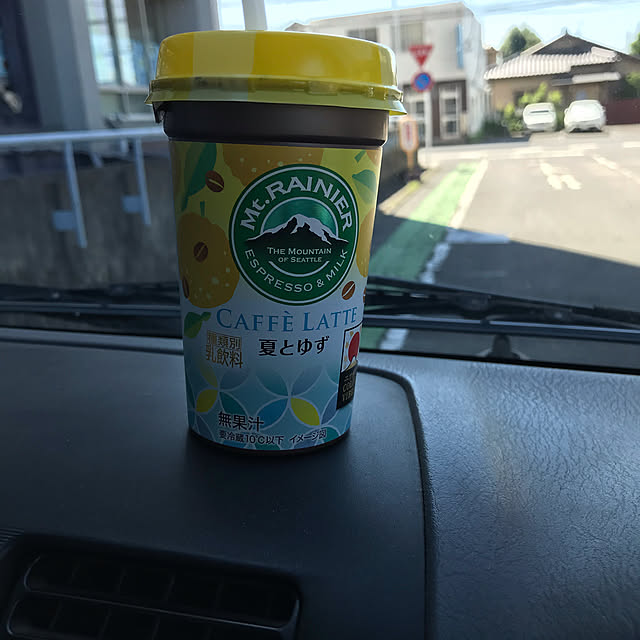 Mt. RAINIER
THE MOUNTAIN
OF SEATTLE
ESPRESSO & MILK
CAFFÈ LATTE
夏とゆず
種類別
乳飲料
無果汁
要冷蔵10℃以下 イメージ図